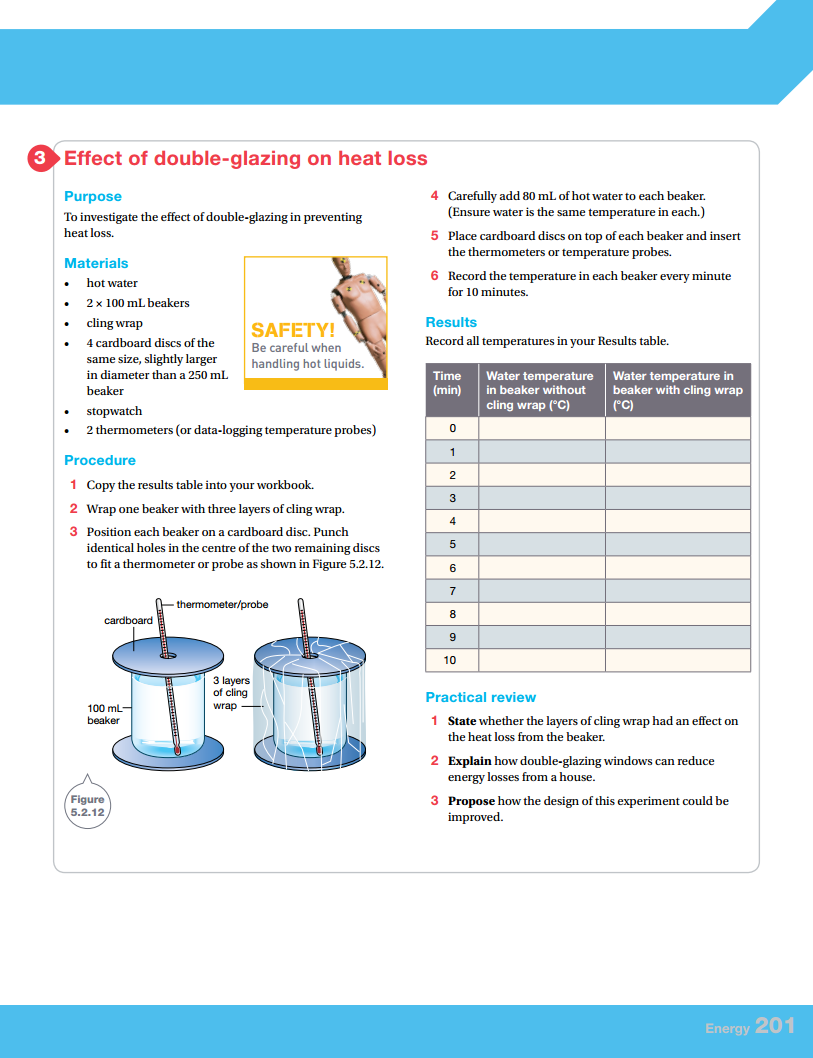 3 Effect of double-glazing on heat loss
Purpose
To investigate the effect of double-glazing in preventing
heat loss.
Materials
• hot water
• 2 × 100 mL beakers
• cling wrap
• 4 cardboard discs of the
same size, slightly larger
in diameter than a 250 mL
beaker
• stopwatch
• 2 thermometers (or data-logging temperature probes)
SAFETY!
Be careful when
handling hot liquids.
Procedure
1 Copy the results table into your workbook.
2 Wrap one beaker with three layers of cling wrap.
3 Position each beaker on a cardboard disc. Punch
identical holes in the centre of the two remaining discs
to fit a thermometer or probe as shown in Figure 5.2.12.
thermometer/probe
cardboard
3 layers
of cling
wrap
100 mL
beaker
Figure
5.2.12
4 Carefully add 80 mL of hot water to each beaker.
(Ensure water is the same temperature in each.)
5 Place cardboard discs on top of each beaker and insert
the thermometers or temperature probes.
6 Record the temperature in each beaker every minute
for 10 minutes.
Results
Record all temperatures in your Results table.
Time
(min)
Water temperature
in beaker without
cling wrap (°C)
Water temperature in
beaker with cling wrap
(°C)
0
1
2
3
4
5
6
7
8
9
10
Practical review
1 State whether the layers of cling wrap had an effect on
the heat loss from the beaker.
2 Explain how double-glazing windows can reduce
energy losses from a house.
3 Propose how the design of this experiment could be
improved.
Energy 201